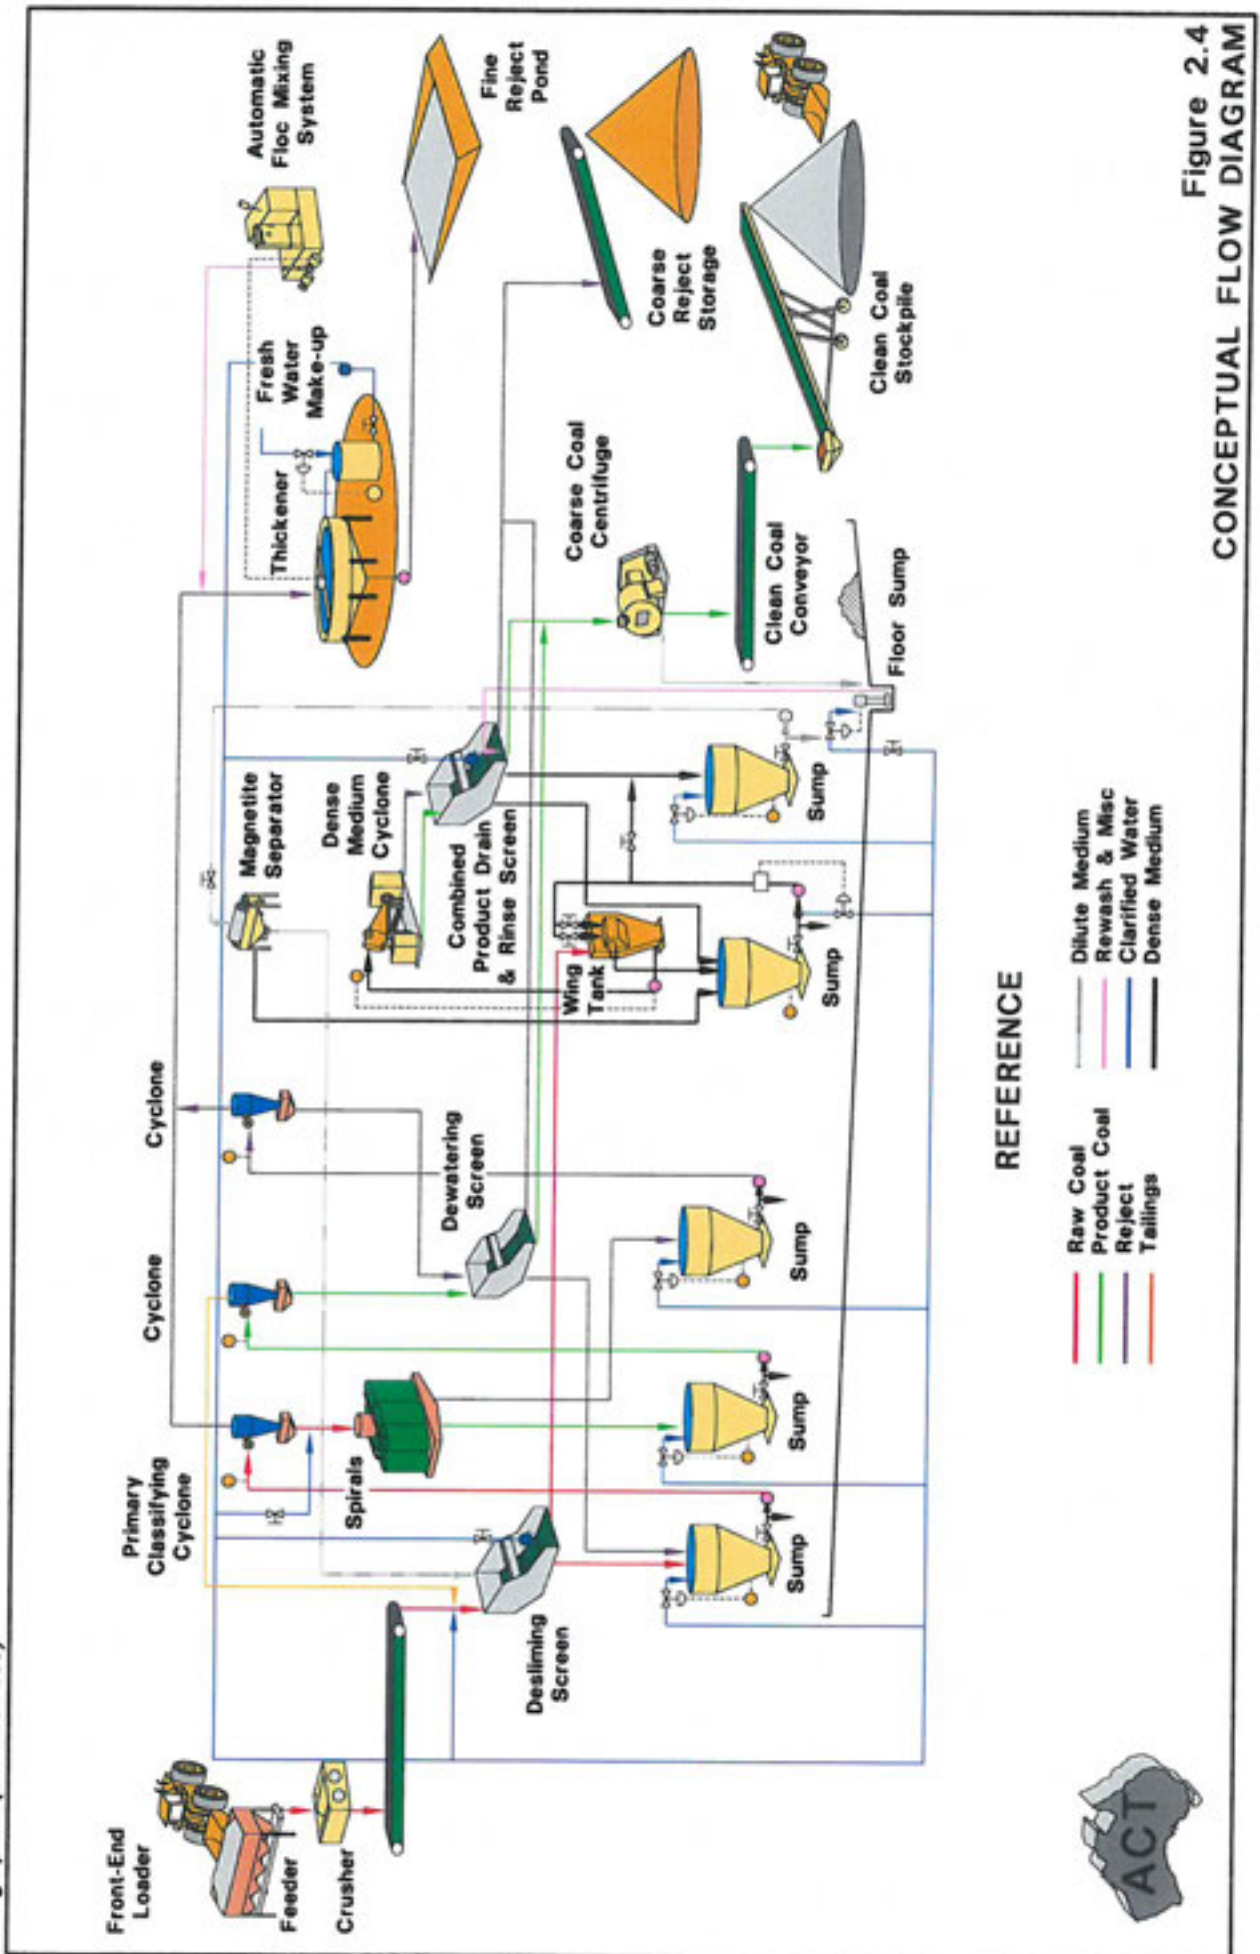 Front-End
Loader
Feeder
Crusher
Primary
Classifying
Cyclone
Cyclone
Cyclone
Magnetite
Separator
Dense
Medium
Cyclone
Combined
Product Drain
& Rinse Screen
Thickener
Fresh
Water
Make-up
Automatic
Floc Mixing
System
Fine
Reject
Pond
Spirals
Desliming
Screen
Dewatering
Screen
Wing
Tank
Coarse Coal
Centrifuge
Coarse
Reject
Storage
Clean Coal
Conveyor
Clean Coal
Stockpile
Sump
Sump
Sump
Sump
Sump
Floor Sump
REFERENCE
Raw Coal
Product Coal
Reject
Tailings
Dilute Medium
Rewash & Misc
Clarified Water
Dense Medium
ACT
Figure 2.4
CONCEPTUAL FLOW DIAGRAM